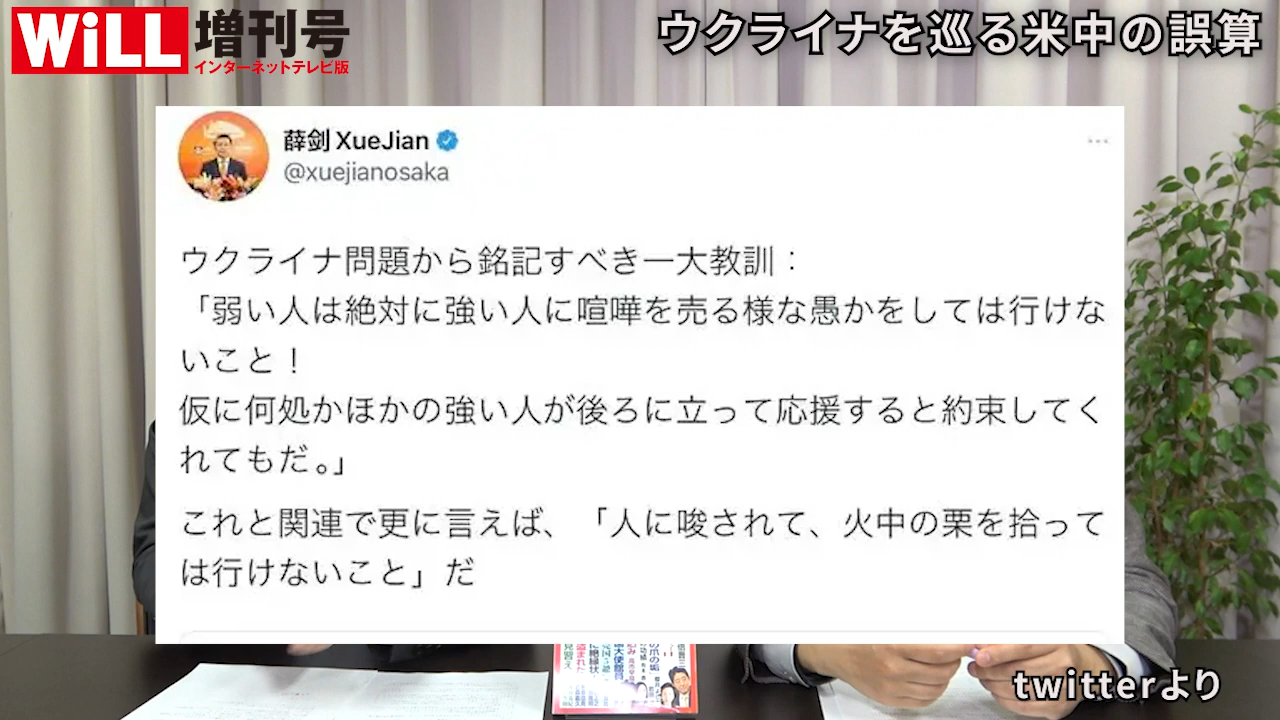 WiLL増刊号
インターネットテレビ版
ウクライナを巡る米中の誤算
薛剑 XueJian
@xuejianosaka
ウクライナ問題から銘記すべき一大教訓：
「弱い人は絶対に強い人に喧嘩を売る様な愚かをしては行けな
いこと！
仮に何処かほかの強い人が後ろに立って応援すると約束してく
れてもだ。」
これと関連で更に言えば、「人に唆されて、火中の栗を拾って
は行けないこと」だ
twitterより